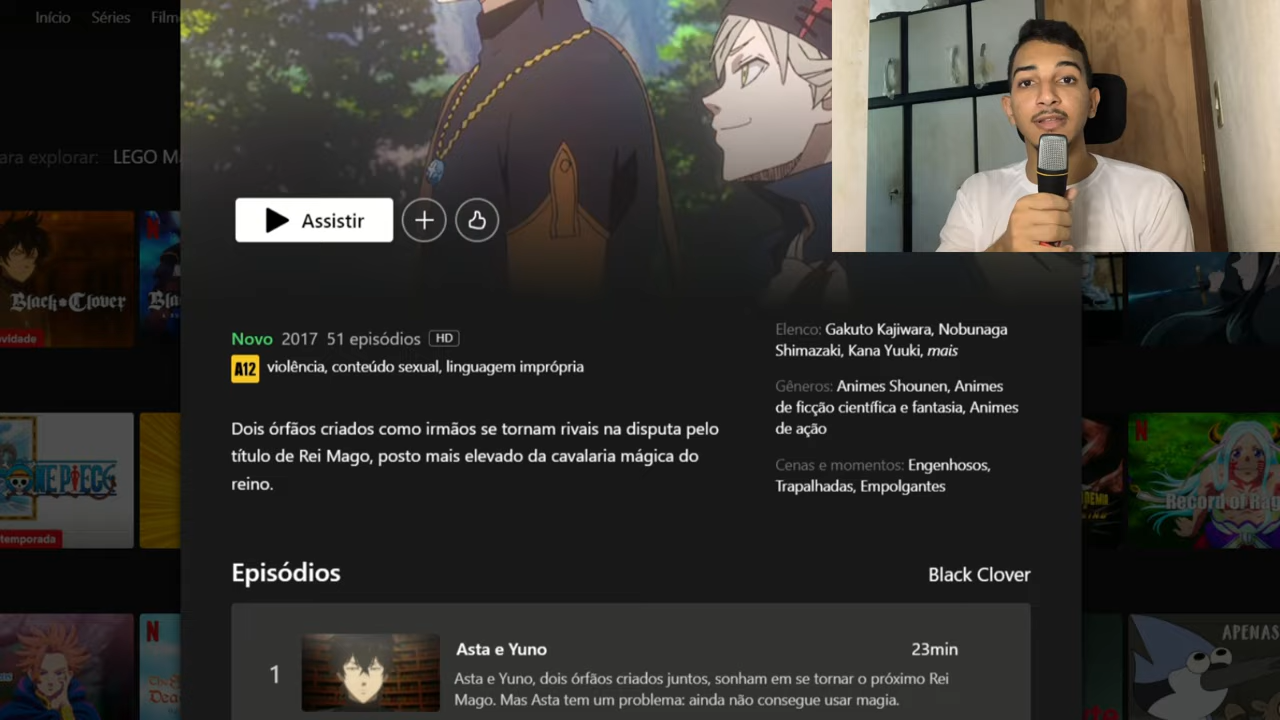 Início Séries Film
ara explorar: LEGO M
Assistir
Black Clover
Bla
vidade
Novo 2017 51 episódios HD
A12 violência, conteúdo sexual, linguagem imprópria
Dois órfãos criados como irmãos se tornam rivais na disputa pelo
título de Rei Mago, posto mais elevado da cavalaria mágica do
reino.
Elenco: Gakuto Kajiwara, Nobunaga
Shimazaki, Kana Yuuki, mais
Gêneros: Animes Shounen, Animes
de ficção científica e fantasia, Animes
de ação
Cenas e momentos: Engenhosos,
Trapalhadas, Empolgantes
ONE PIECE
temporada
N
Record of Rag
Episódios
Black Clover
1
Asta e Yuno
23min
Asta e Yuno, dois órfãos criados juntos, sonham em se tornar o próximo Rei
Mago. Mas Asta tem um problema: ainda não consegue usar magia.
N
APENAS